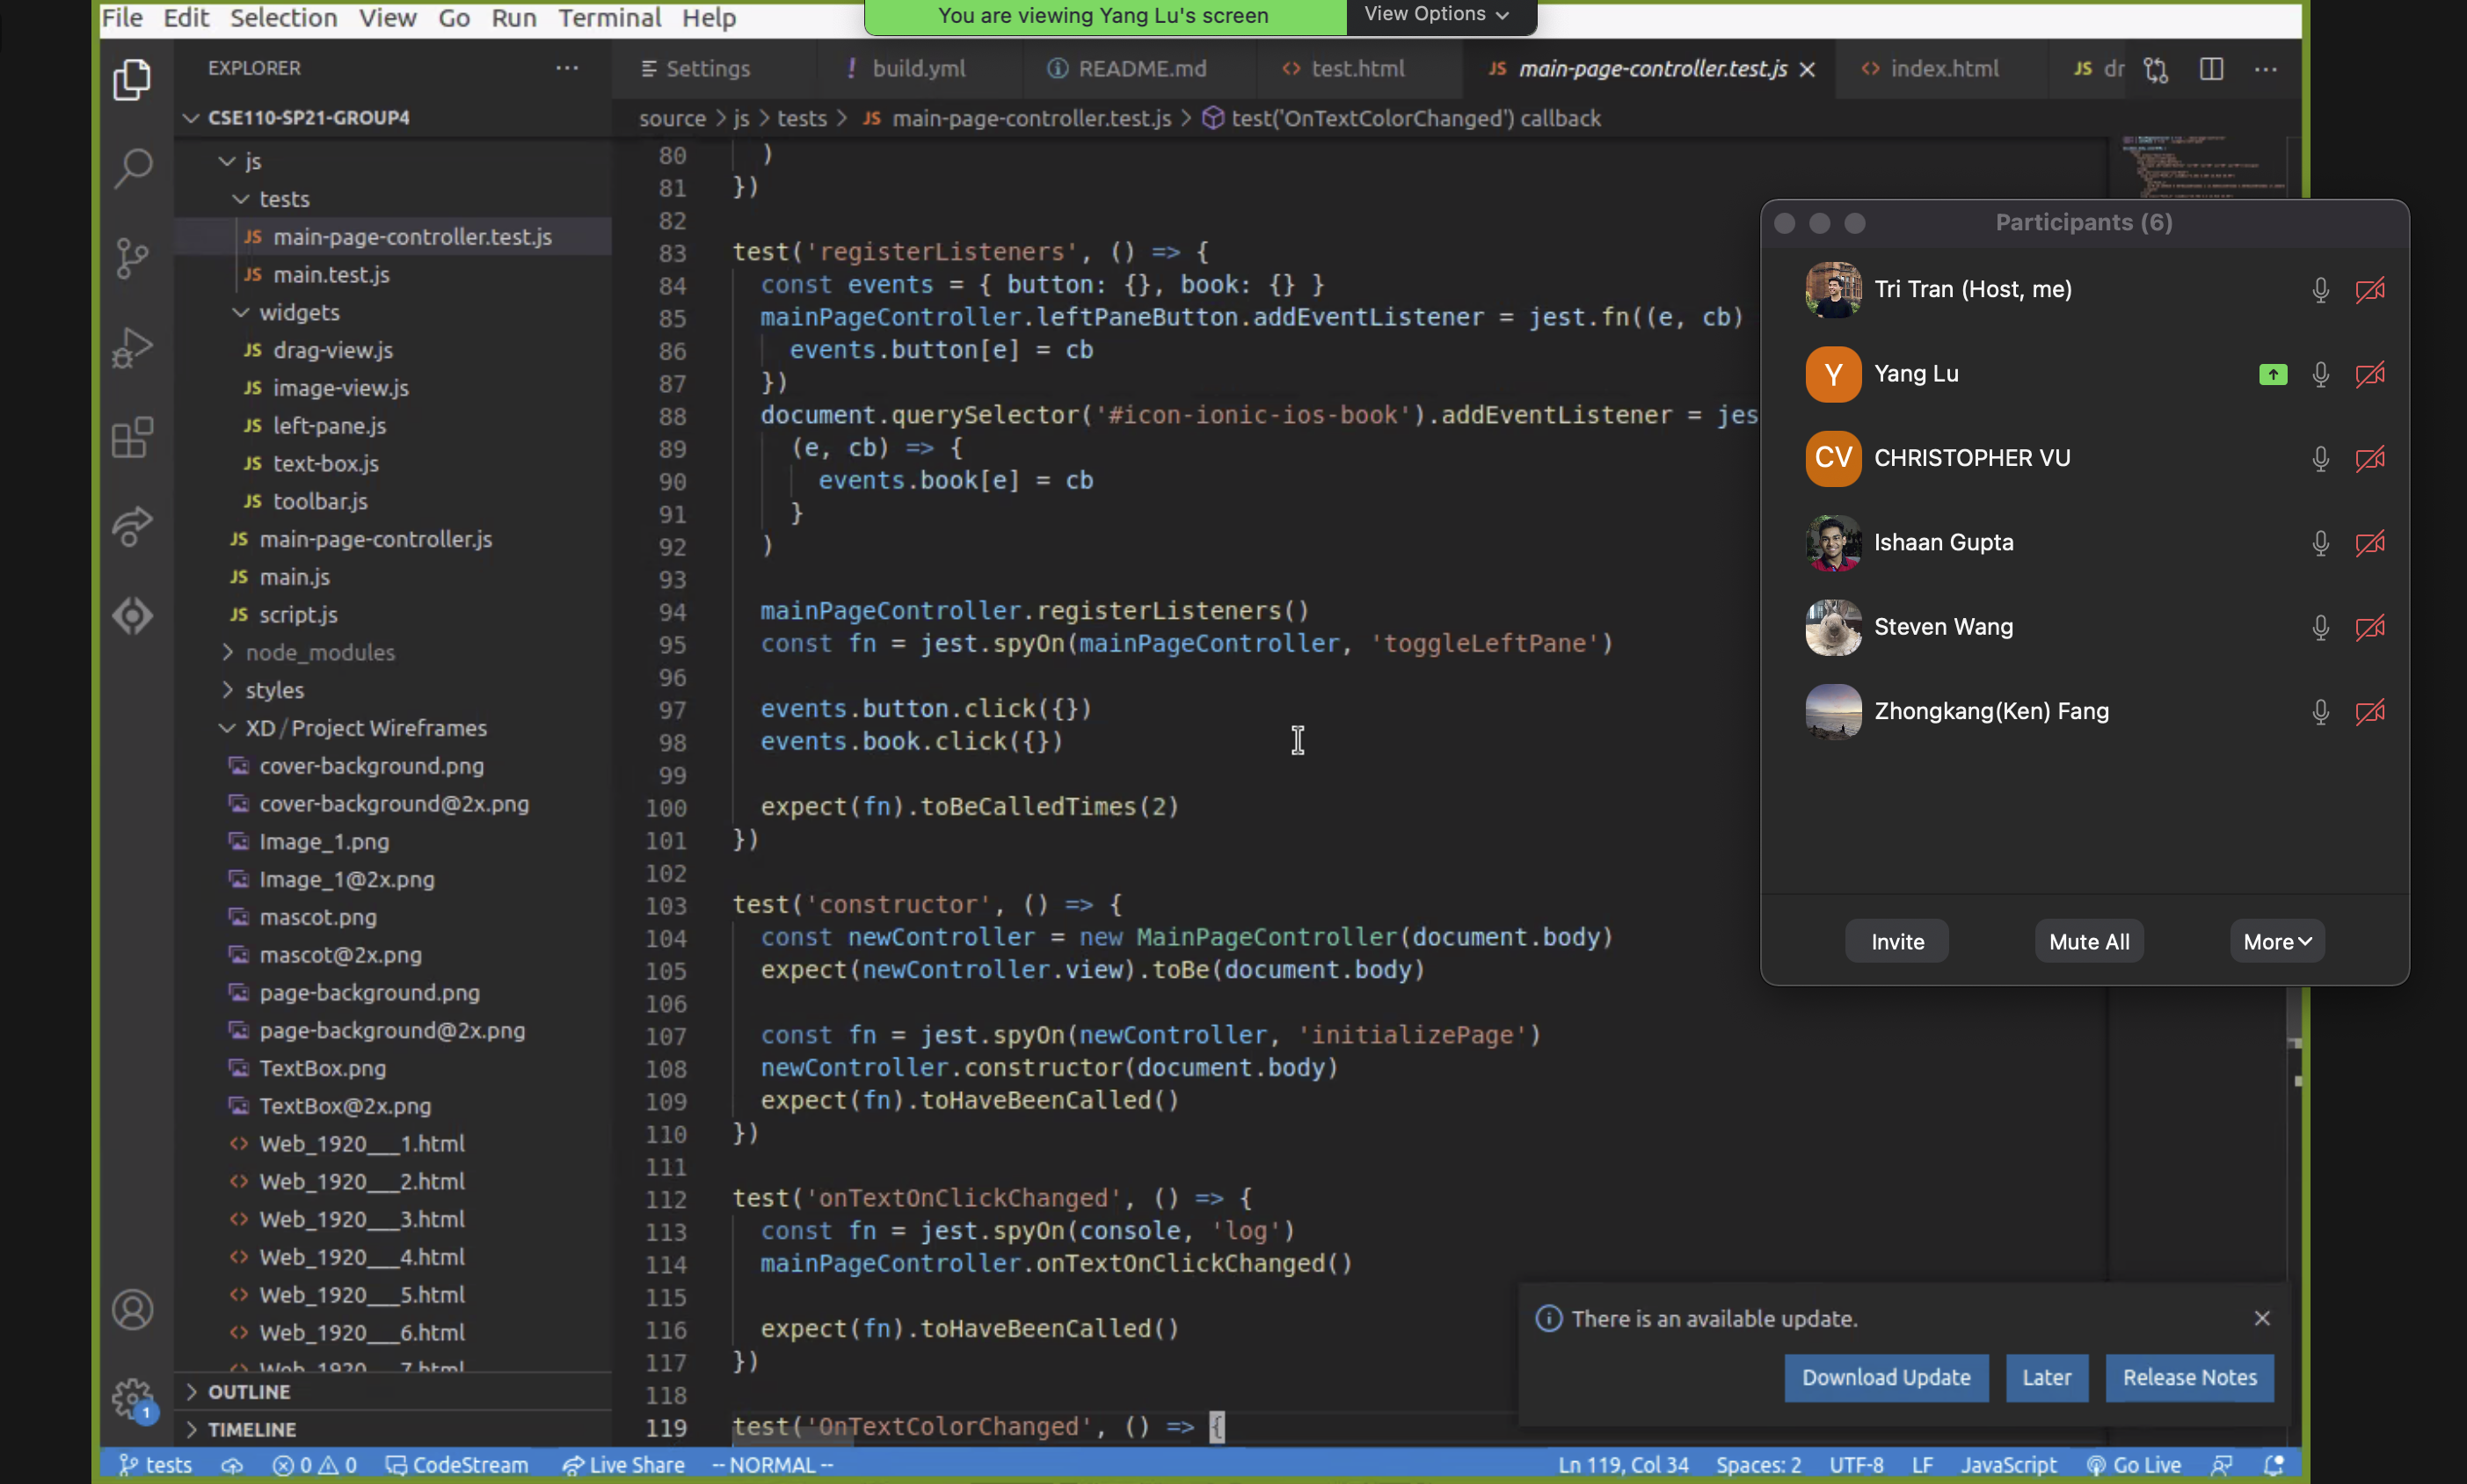 File Edit Selection View Go Run Terminal Help
You are viewing Yang Lu's screen
View Options
EXPLORER
Settings
build.yml
README.md
test.html
JS main-page-controller.test.js
index.html
JS dr
CSE110-SP21-GROUP4
source > js > tests > JS main-page-controller.test.js > test('OnTextColorChanged') callback
js
tests
JS main-page-controller.test.js
JS main.test.js
widgets
JS drag-view.js
JS image-view.js
JS left-pane.js
JS text-box.js
JS toolbar.js
JS main-page-controller.js
JS main.js
JS script.js
node_modules
styles
XD / Project Wireframes
cover-background.png
cover-background@2x.png
Image_1.png
Image_1@2x.png
mascot.png
mascot@2x.png
page-background.png
page-background@2x.png
TextBox.png
TextBox@2x.png
Web_1920___1.html
Web_1920___2.html
Web_1920___3.html
Web_1920___4.html
Web_1920___5.html
Web_1920___6.html
Web_1920___7.html
OUTLINE
TIMELINE
80 )
81 })
82
83 test('registerListeners', () => {
84 const events = { button: {}, book: {} }
85 mainPageController.leftPaneButton.addEventListener = jest.fn((e, cb)
86 events.button[e] = cb
87 })
88 document.querySelector('#icon-ionic-ios-book').addEventListener = jes
89 (e, cb) => {
90 events.book[e] = cb
91 }
92 )
93
94 mainPageController.registerListeners()
95 const fn = jest.spyOn(mainPageController, 'toggleLeftPane')
96
97 events.button.click({})
98 events.book.click({})
99
100 expect(fn).toBeCalledTimes(2)
101 })
102
103 test('constructor', () => {
104 const newController = new MainPageController(document.body)
105 expect(newController.view).toBe(document.body)
106
107 const fn = jest.spyOn(newController, 'initializePage')
108 newController.constructor(document.body)
109 expect(fn).toHaveBeenCalled()
110 })
111
112 test('onTextOnClickChanged', () => {
113 const fn = jest.spyOn(console, 'log')
114 mainPageController.onTextOnClickChanged()
115
116 expect(fn).toHaveBeenCalled()
117 })
118
119 test('OnTextColorChanged', () => {
Participants (6)
Tri Tran (Host, me)
Y Yang Lu
CV CHRISTOPHER VU
Ishaan Gupta
Steven Wang
Zhongkang(Ken) Fang
Invite
Mute All
More
There is an available update.
Download Update
Later
Release Notes
1
tests
0 0
CodeStream
Live Share
-- NORMAL --
Ln 119, Col 34
Spaces: 2
UTF-8
LF
JavaScript
Go Live